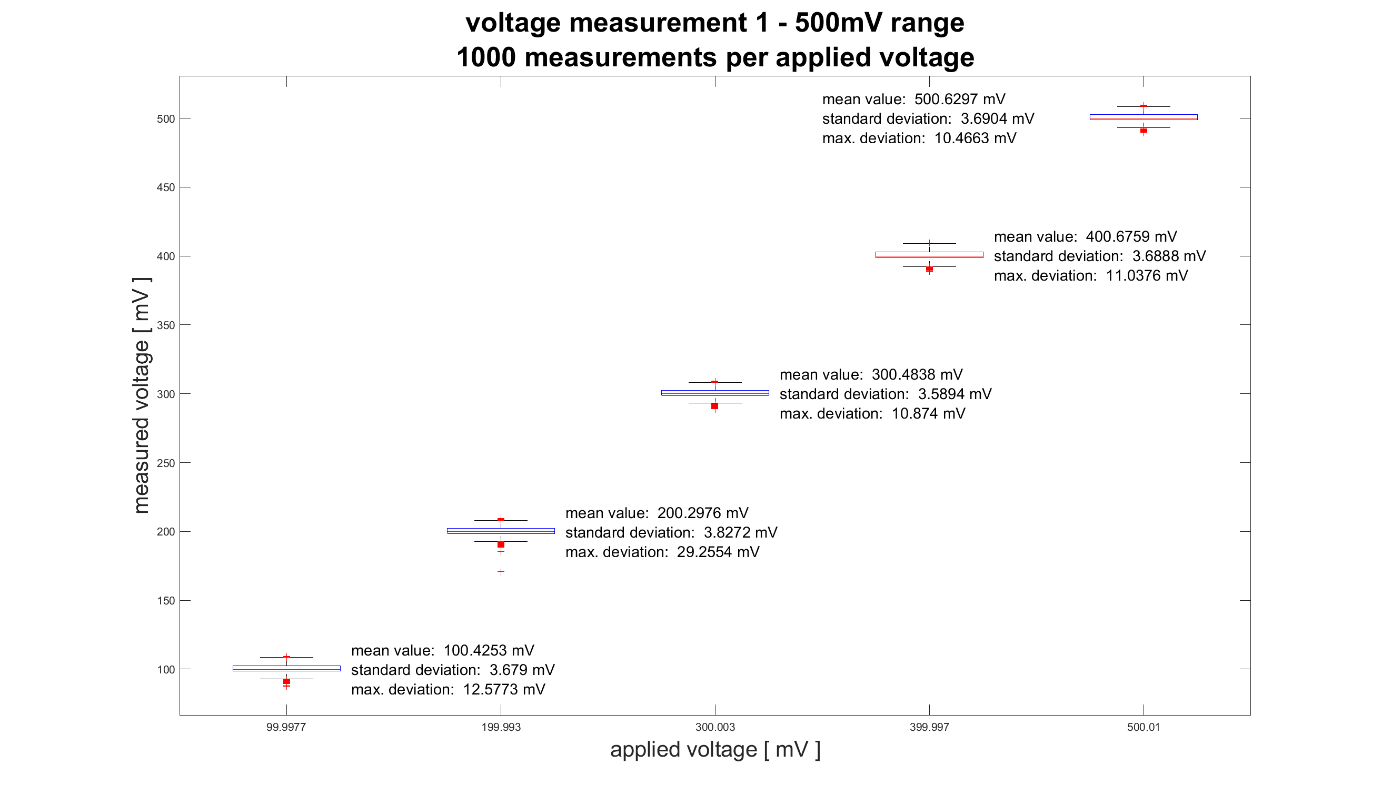 voltage measurement 1 - 500mV range
1000 measurements per applied voltage
measured voltage [ mV ]
500
450
400
350
300
250
200
150
100
mean value:  500.6297 mV
standard deviation:  3.6904 mV
max. deviation:  10.4663 mV
mean value:  400.6759 mV
standard deviation:  3.6888 mV
max. deviation:  11.0376 mV
mean value:  300.4838 mV
standard deviation:  3.5894 mV
max. deviation:  10.874 mV
mean value:  200.2976 mV
standard deviation:  3.8272 mV
max. deviation:  29.2554 mV
mean value:  100.4253 mV
standard deviation:  3.679 mV
max. deviation:  12.5773 mV
99.9977 199.993 300.003 399.997 500.01
applied voltage [ mV ]